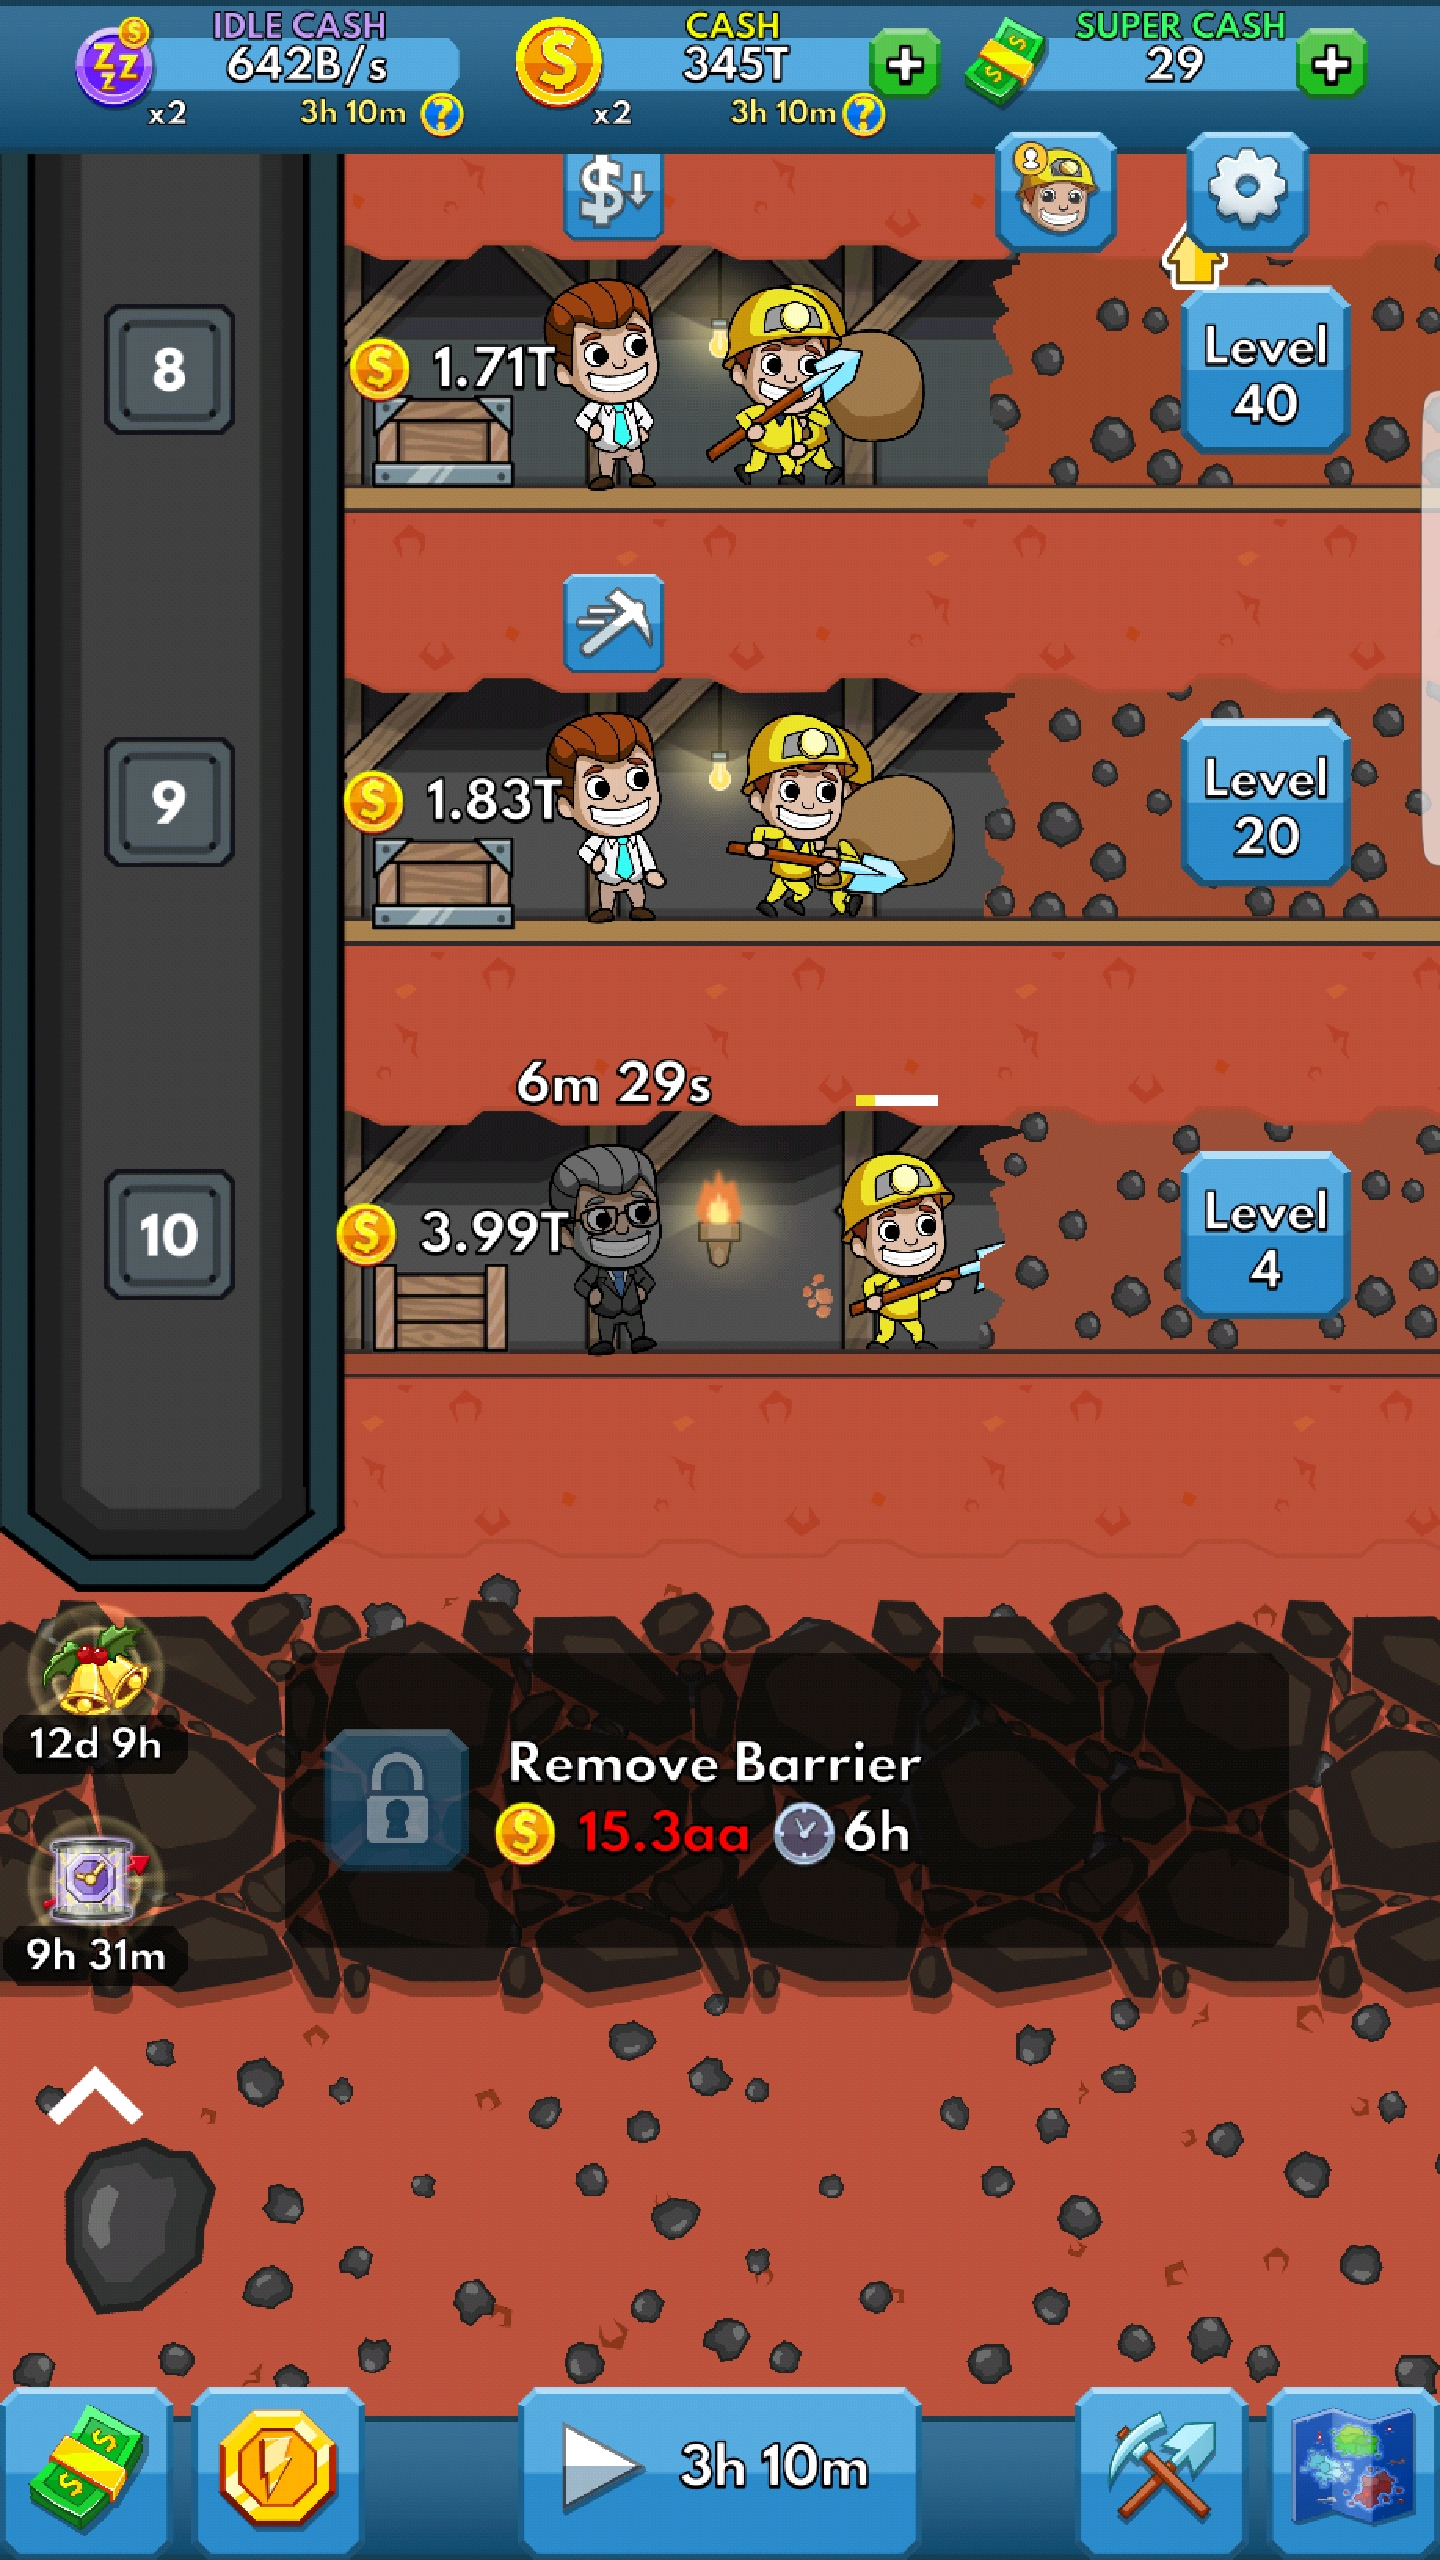 IDLE CASH
642B/s
x2
3h 10m
?
CASH
345T
x2
3h 10m
?
SUPER CASH
29
8
1.71T
Level
40
9
1.83T
Level
20
6m 29s
10
3.99T
Level
4
12d 9h
Remove Barrier
15.3aa
6h
9h 31m
3h 10m